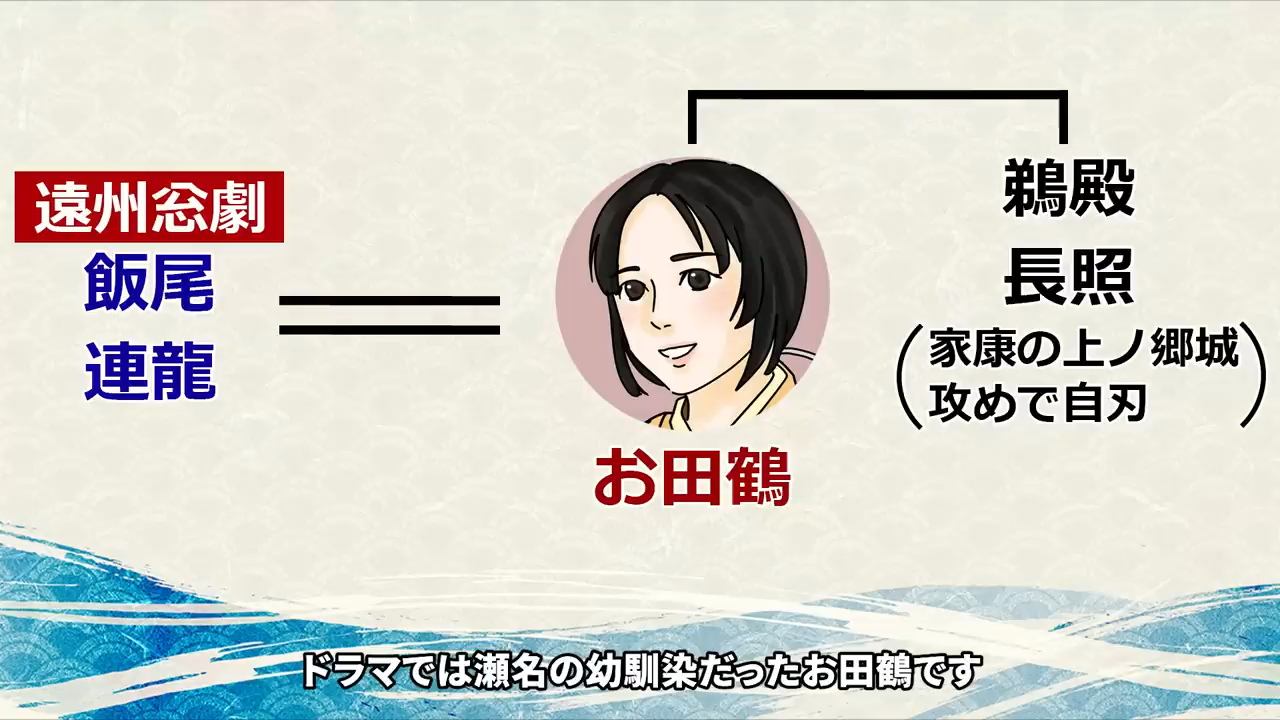 遠州忩劇
飯尾
連龍
お田鶴
鵜殿
長照
(家康の上ノ郷城
攻めで自刃)
ドラマでは瀬名の幼馴染だったお田鶴です